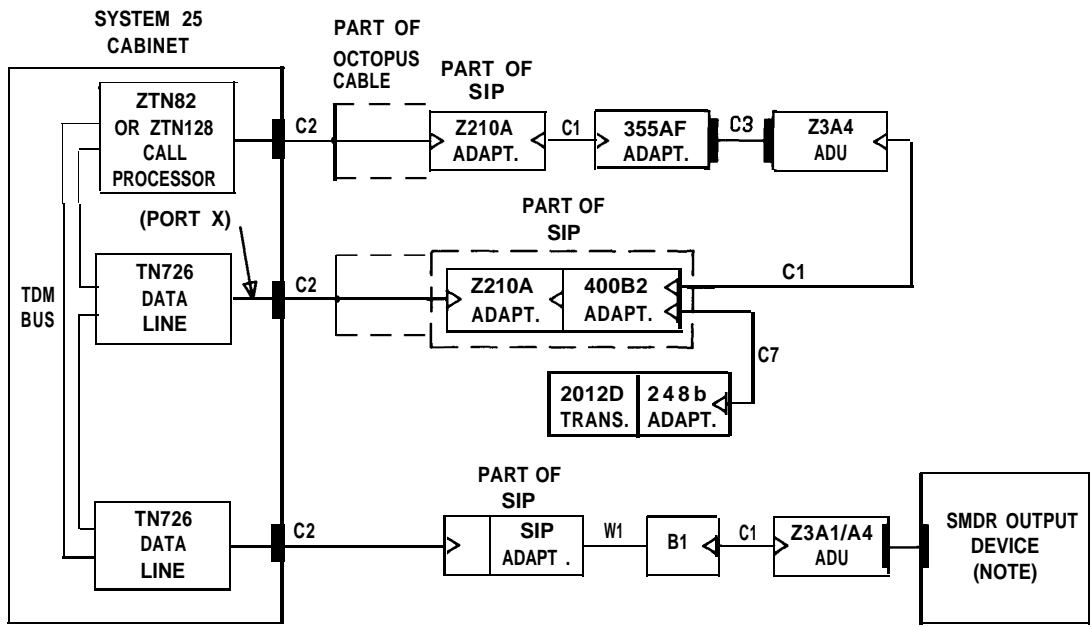 SYSTEM 25
CABINET
PART OF
OCTOPUS
CABLE
PART OF
SIP
ZTN82
OR ZTN128
CALL
PROCESSOR
C2
Z210A
ADAPT.
C1
355AF
ADAPT.
C3
Z3A4
ADU
(PORT X)
PART OF
SIP
TDM
BUS
TN726
DATA
LINE
C2
Z210A
ADAPT.
400B2
ADAPT.
C1
C7
2012D
TRANS.
248b
ADAPT.
PART OF
SIP
TN726
DATA
LINE
C2
SIP
ADAPT .
W1
B1
C1
Z3A1/A4
ADU
SMDR OUTPUT
DEVICE
(NOTE)